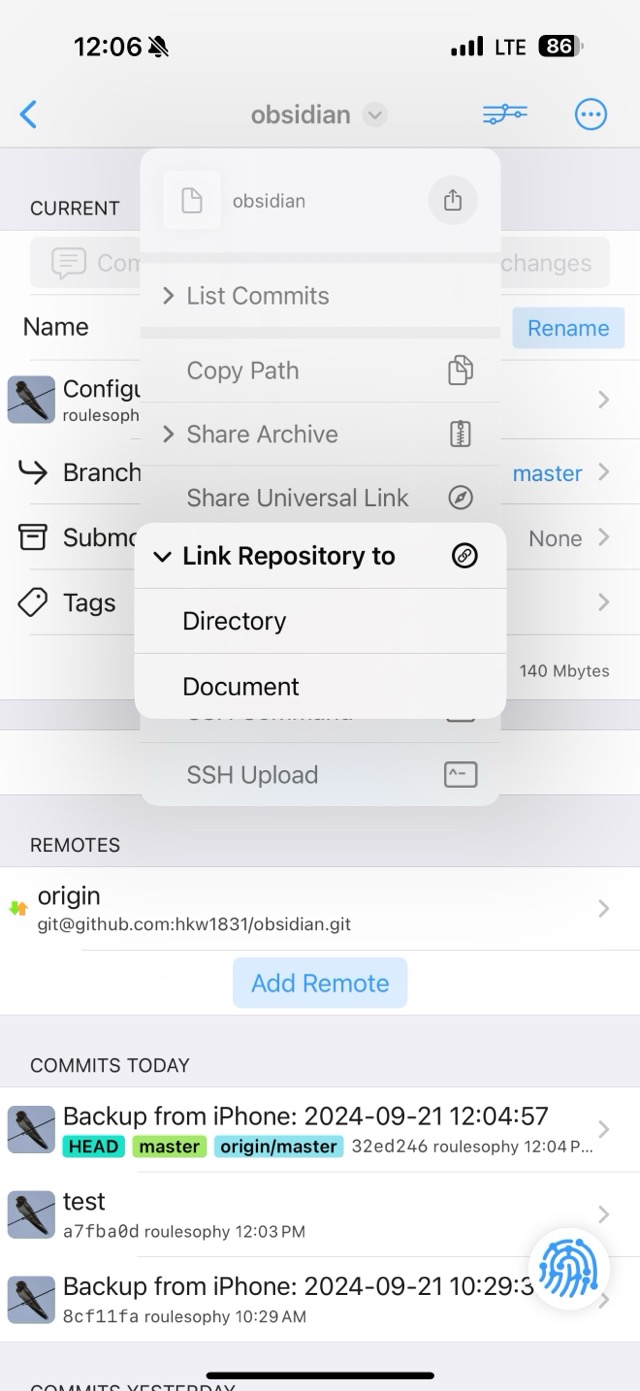 12:06
LTE 86
obsidian
CURRENT
obsidian
Com
changes
List Commits
Name
Rename
Copy Path
Configu
roulesoph
Share Archive
Branch
master
Share Universal Link
Submo
None
Link Repository to
Tags
Directory
140 Mbytes
Document
SSH Command
SSH Upload
REMOTES
origin
git@github.com:hkw1831/obsidian.git
Add Remote
COMMITS TODAY
Backup from iPhone: 2024-09-21 12:04:57
HEAD master origin/master 32ed246 roulesophy 12:04 P...
test
a7fba0d roulesophy 12:03 PM
Backup from iPhone: 2024-09-21 10:29:3
8cf11fa roulesophy 10:29 AM
COMMITS YESTERDAY